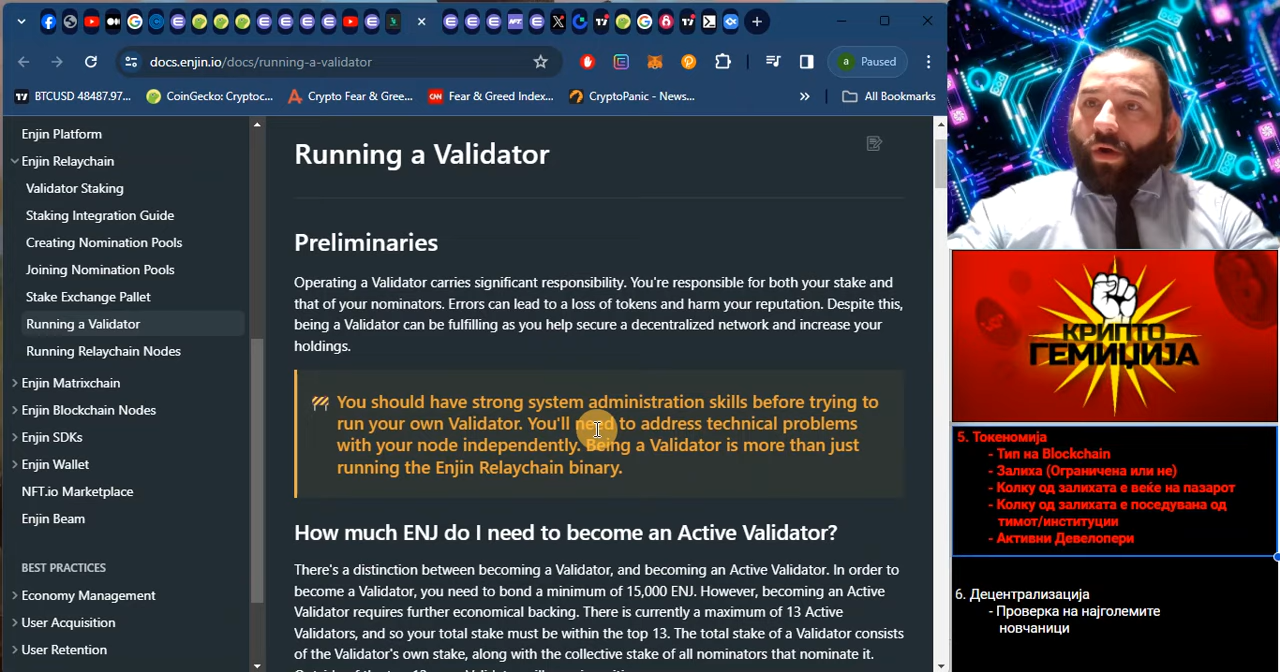 docs.enjin.io/docs/running-a-validator
a
Paused
BTCUSD 48487.97...
CoinGecko: Cryptoc...
Crypto Fear & Gree...
Fear & Greed Index...
CryptoPanic - News...
»
All Bookmarks
Enjin Platform
Enjin Relaychain
Validator Staking
Staking Integration Guide
Creating Nomination Pools
Joining Nomination Pools
Stake Exchange Pallet
Running a Validator
Running Relaychain Nodes
Enjin Matrixchain
Enjin Blockchain Nodes
Enjin SDKs
Enjin Wallet
NFT.io Marketplace
Enjin Beam
BEST PRACTICES
Economy Management
User Acquisition
User Retention
Running a Validator
Preliminaries
Operating a Validator carries significant responsibility. You're responsible for both your stake and
that of your nominators. Errors can lead to a loss of tokens and harm your reputation. Despite this,
being a Validator can be fulfilling as you help secure a decentralized network and increase your
holdings.
You should have strong system administration skills before trying to
run your own Validator. You'll need to address technical problems
with your node independently. Being a Validator is more than just
running the Enjin Relaychain binary.
How much ENJ do I need to become an Active Validator?
There's a distinction between becoming a Validator, and becoming an Active Validator. In order to
become a Validator, you need to bond a minimum of 15,000 ENJ. However, becoming an Active
Validator requires further economical backing. There is currently a maximum of 13 Active
Validators, and so your total stake must be within the top 13. The total stake of a Validator consists
of the Validator's own stake, along with the collective stake of all nominators that nominate it.
КРИПТО
ГЕМИЏИЈА
5. Токеномија
- Тип на Blockchain
- Залиха (Ограничена или не)
- Колку од залихата е веќе на пазарот
- Колку од залихата е поседувана од
тимот/институции
- Активни Девелопери
6. Децентрализација
- Проверка на најголемите
новчаници